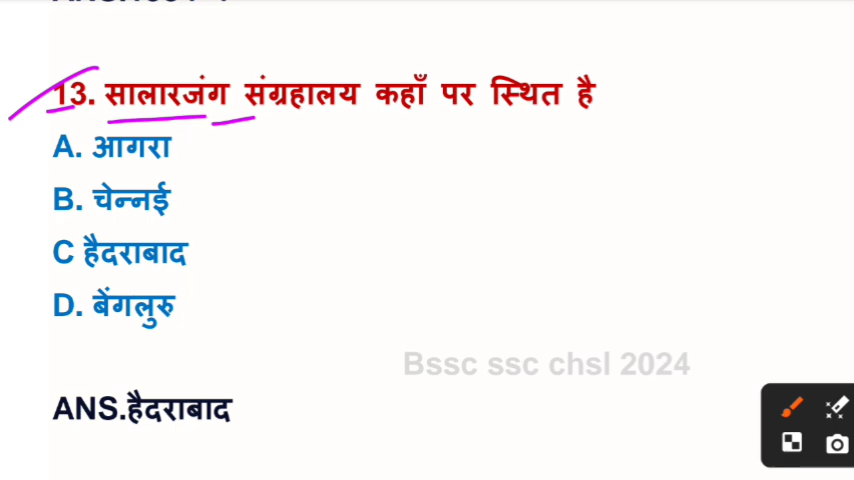 13. सालारजंग संग्रहालय कहाँ पर स्थित है
A. आगरा
B. चेन्नई
C हैदराबाद
D. बेंगलुरु
Bssc ssc chsl 2024
ANS.हैदराबाद